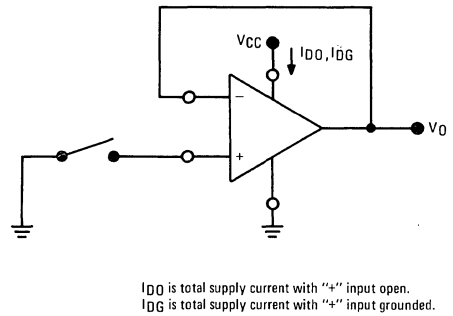 VCC
IDO, IDG
−
+
VO
IDO is total supply current with "+" input open.
IDG is total supply current with "+" input grounded.